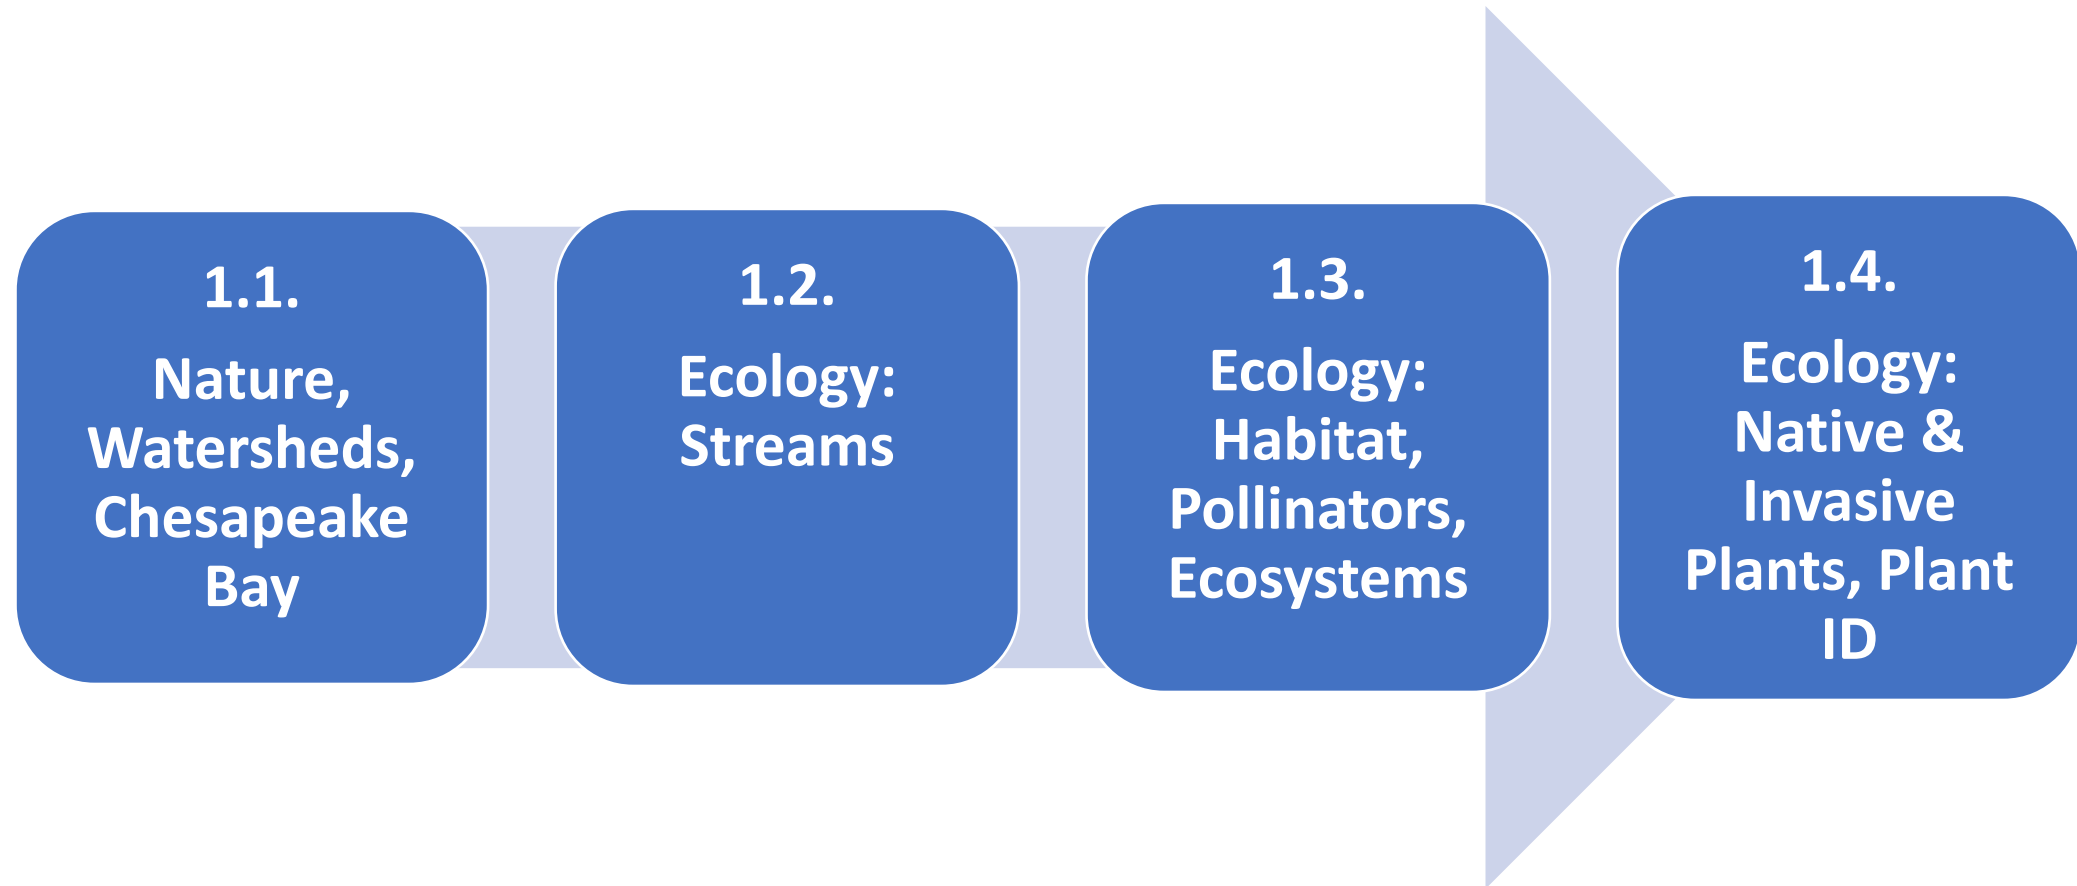 1.1.
Nature,
Watersheds,
Chesapeake
Bay
1.2.
Ecology:
Streams
1.3.
Ecology:
Habitat,
Pollinators,
Ecosystems
1.4.
Ecology:
Native &
Invasive
Plants, Plant
ID